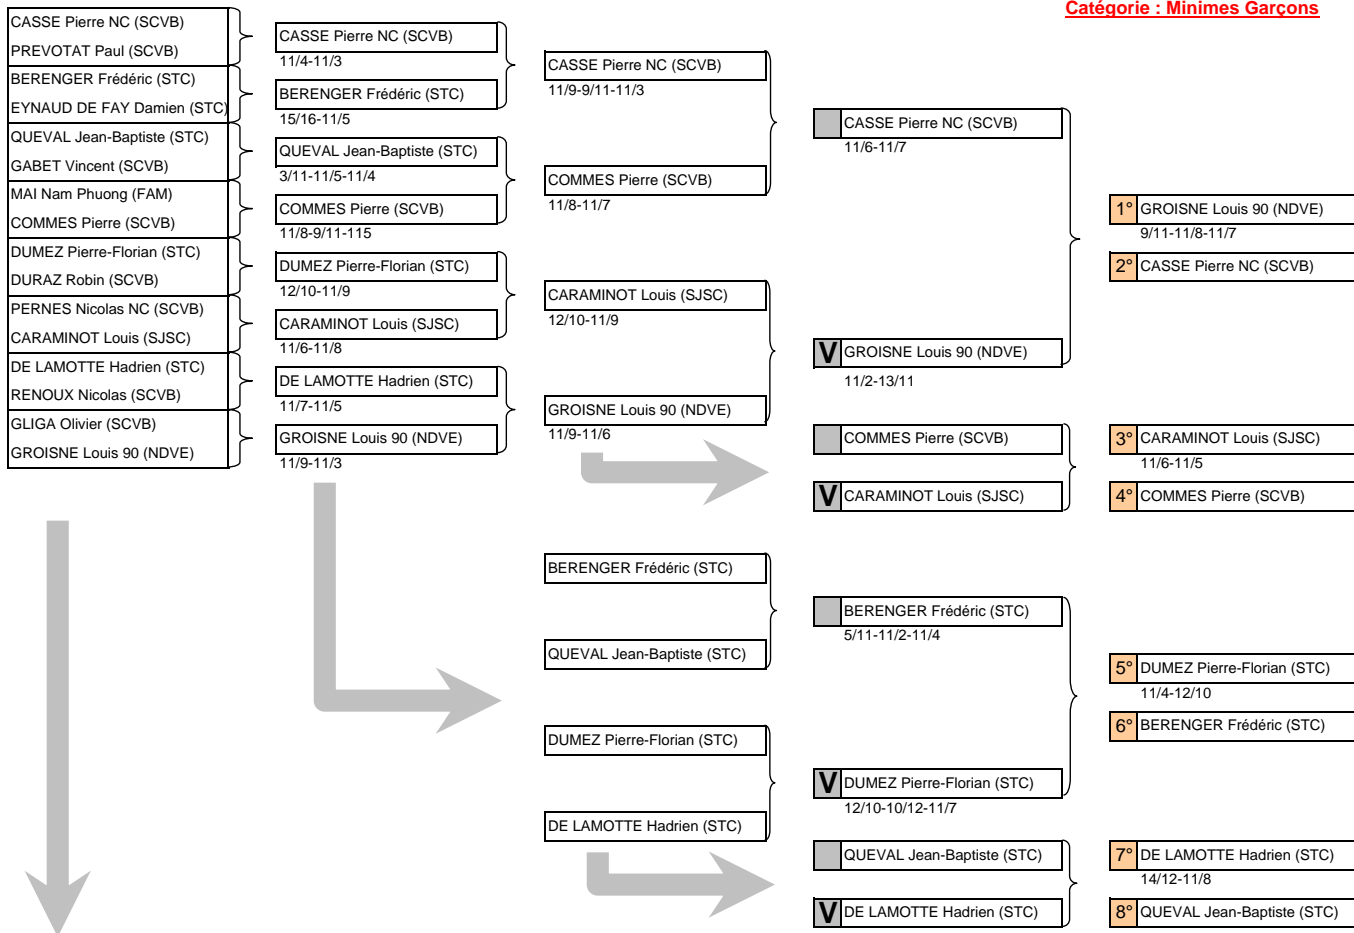 Catégorie : Minimes Garçons
CASSE Pierre NC (SCVB)
PREVOTAT Paul (SCVB)
BERENGER Frédéric (STC)
EYNAUD DE FAY Damien (STC)
QUEVAL Jean-Baptiste (STC)
GABET Vincent (SCVB)
MAI Nam Phuong (FAM)
COMMES Pierre (SCVB)
DUMEZ Pierre-Florian (STC)
DURAZ Robin (SCVB)
PERNES Nicolas NC (SCVB)
CARAMINOT Louis (SJSC)
DE LAMOTTE Hadrien (STC)
RENOUX Nicolas (SCVB)
GLIGA Olivier (SCVB)
GROISNE Louis 90 (NDVE)
CASSE Pierre NC (SCVB)
11/4-11/3
BERENGER Frédéric (STC)
15/16-11/5
QUEVAL Jean-Baptiste (STC)
3/11-11/5-11/4
COMMES Pierre (SCVB)
11/8-9/11-115
DUMEZ Pierre-Florian (STC)
12/10-11/9
CARAMINOT Louis (SJSC)
11/6-11/8
DE LAMOTTE Hadrien (STC)
11/7-11/5
GROISNE Louis 90 (NDVE)
11/9-11/3
CASSE Pierre NC (SCVB)
11/9-9/11-11/3
COMMES Pierre (SCVB)
11/8-11/7
CARAMINOT Louis (SJSC)
12/10-11/9
GROISNE Louis 90 (NDVE)
11/9-11/6
BERENGER Frédéric (STC)
QUEVAL Jean-Baptiste (STC)
DUMEZ Pierre-Florian (STC)
DE LAMOTTE Hadrien (STC)
CASSE Pierre NC (SCVB)
11/6-11/7
V GROISNE Louis 90 (NDVE)
11/2-13/11
COMMES Pierre (SCVB)
V CARAMINOT Louis (SJSC)
BERENGER Frédéric (STC)
5/11-11/2-11/4
V DUMEZ Pierre-Florian (STC)
12/10-10/12-11/7
QUEVAL Jean-Baptiste (STC)
V DE LAMOTTE Hadrien (STC)
1° GROISNE Louis 90 (NDVE)
9/11-11/8-11/7
2° CASSE Pierre NC (SCVB)
3° CARAMINOT Louis (SJSC)
11/6-11/5
4° COMMES Pierre (SCVB)
5° DUMEZ Pierre-Florian (STC)
11/4-12/10
6° BERENGER Frédéric (STC)
7° DE LAMOTTE Hadrien (STC)
14/12-11/8
8° QUEVAL Jean-Baptiste (STC)